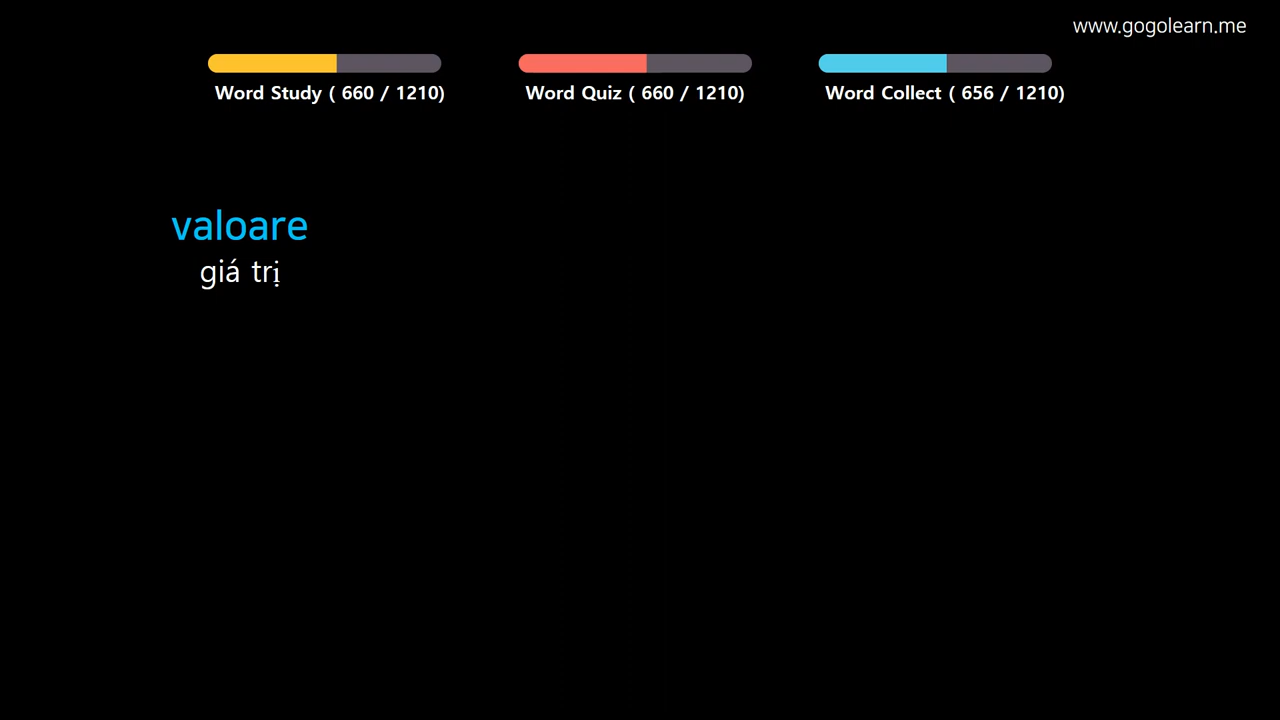 www.gogolearn.me
Word Study ( 660 / 1210)
Word Quiz ( 660 / 1210)
Word Collect ( 656 / 1210)
valoare
giá trị